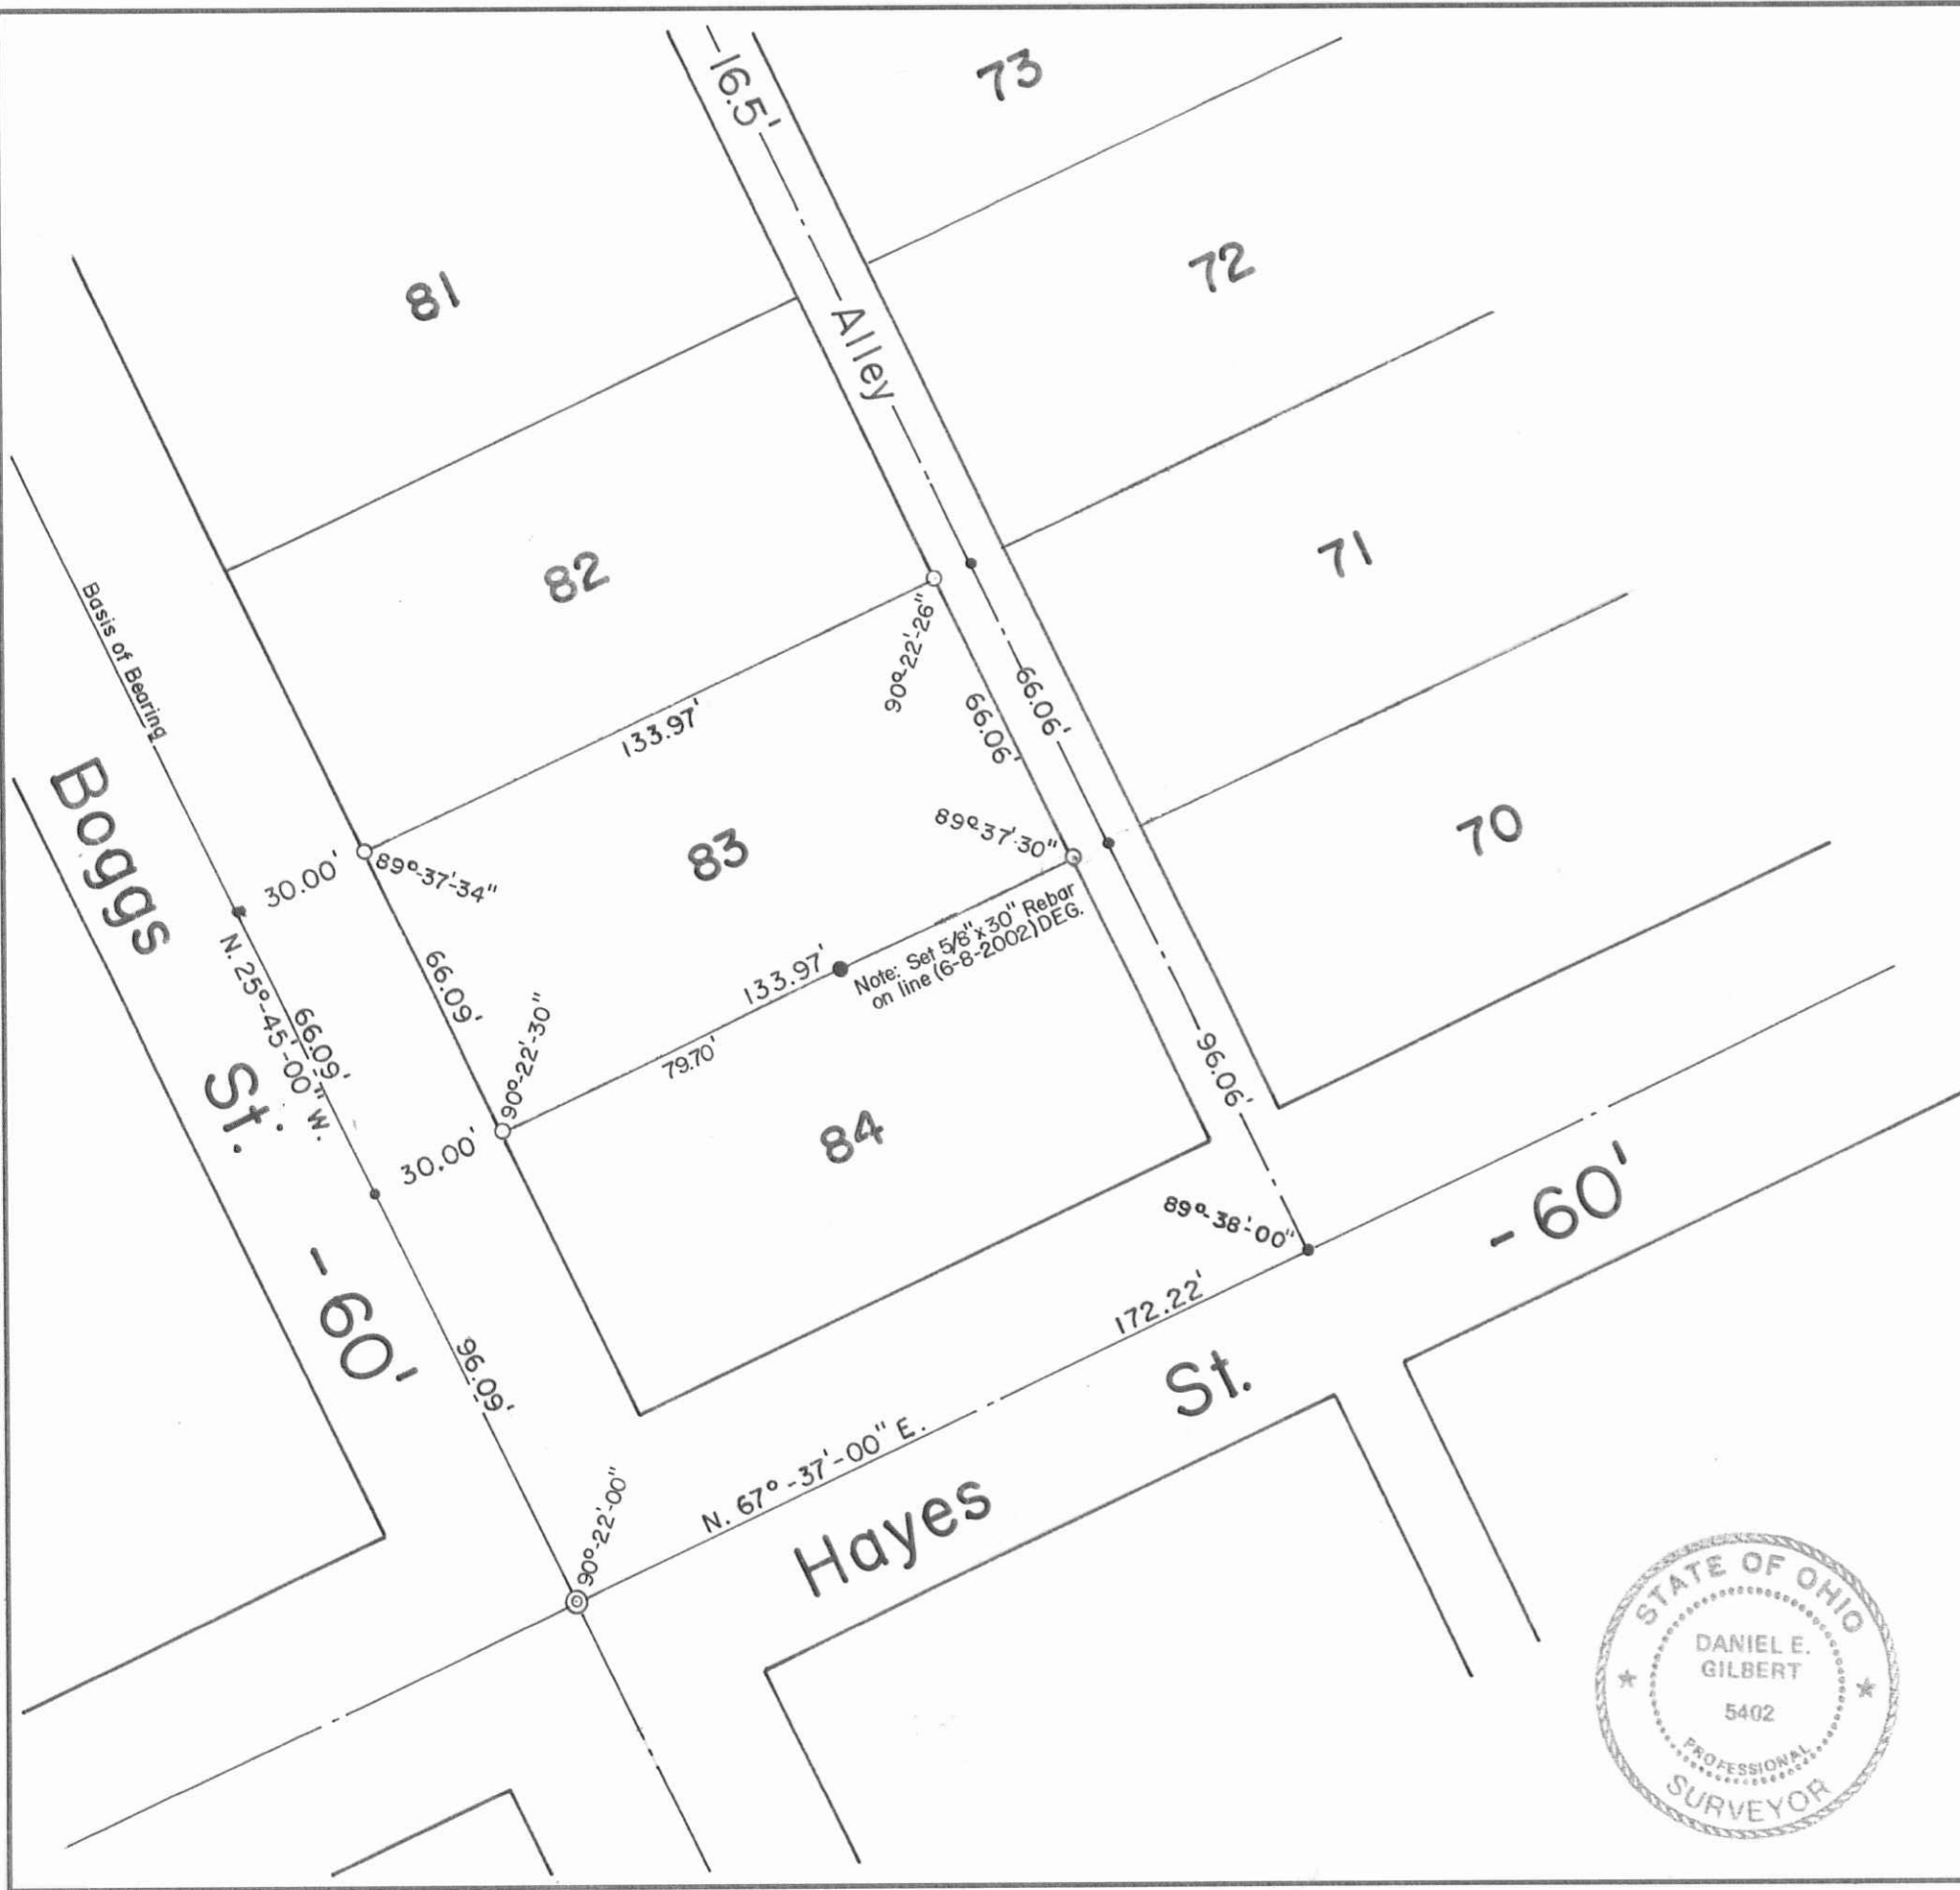 73
16.5'
Alley
72
81
82
71
Basis of Bearing
90°-22'-26"
66.06'
66.06'
133.97'
Boggs St. - 60'
83
89°-37'-30"
70
30.00'
89°-37'-34"
N. 25°-45'-00" W.
66.09'
66.09'
133.97'
Note: Set 5/8"x30" Rebar
on line (6-8-2002) DEG.
79.70'
90°-22'-30"
30.00'
84
96.06'
89°-38'-00"
172.22'
96.09'
N. 67°-37'-00" E.
90°-22'-00"
Hayes St. - 60'
STATE OF OHIO
DANIEL E.
GILBERT
5402
PROFESSIONAL
SURVEYOR